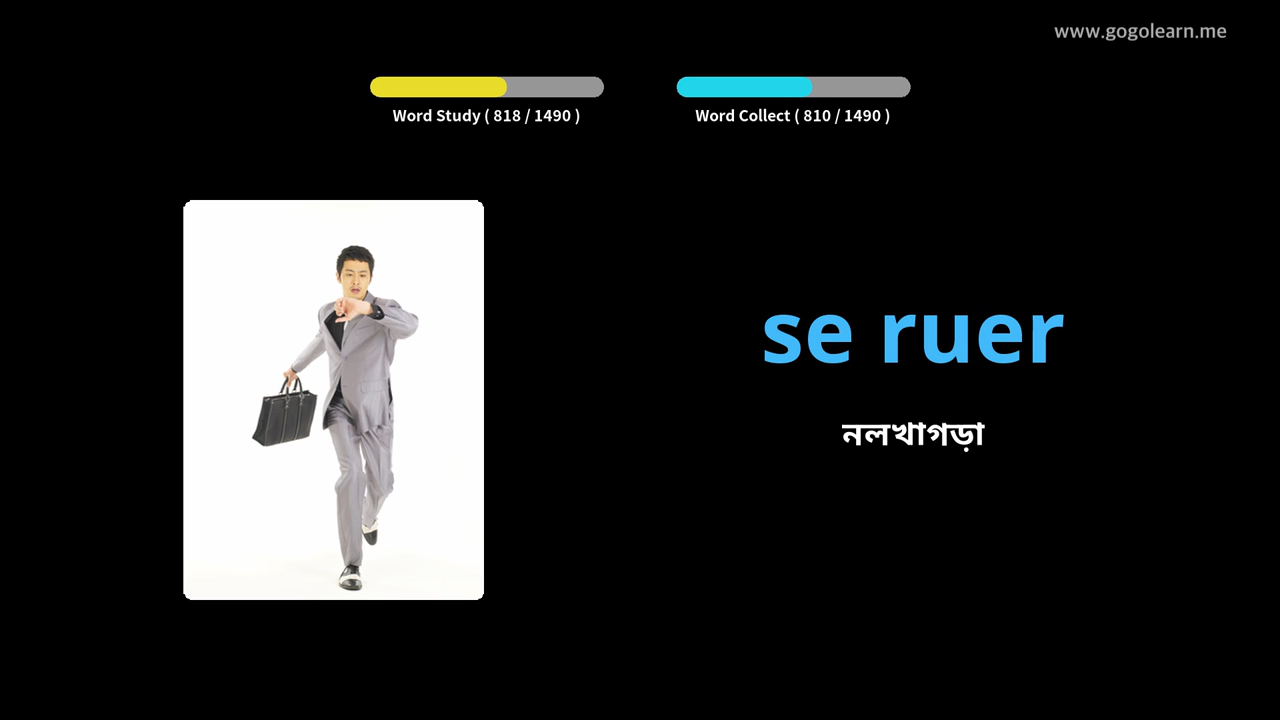 www.gogolearn.me
Word Study ( 818 / 1490 )
Word Collect ( 810 / 1490 )
se ruer
নলখাগড়া